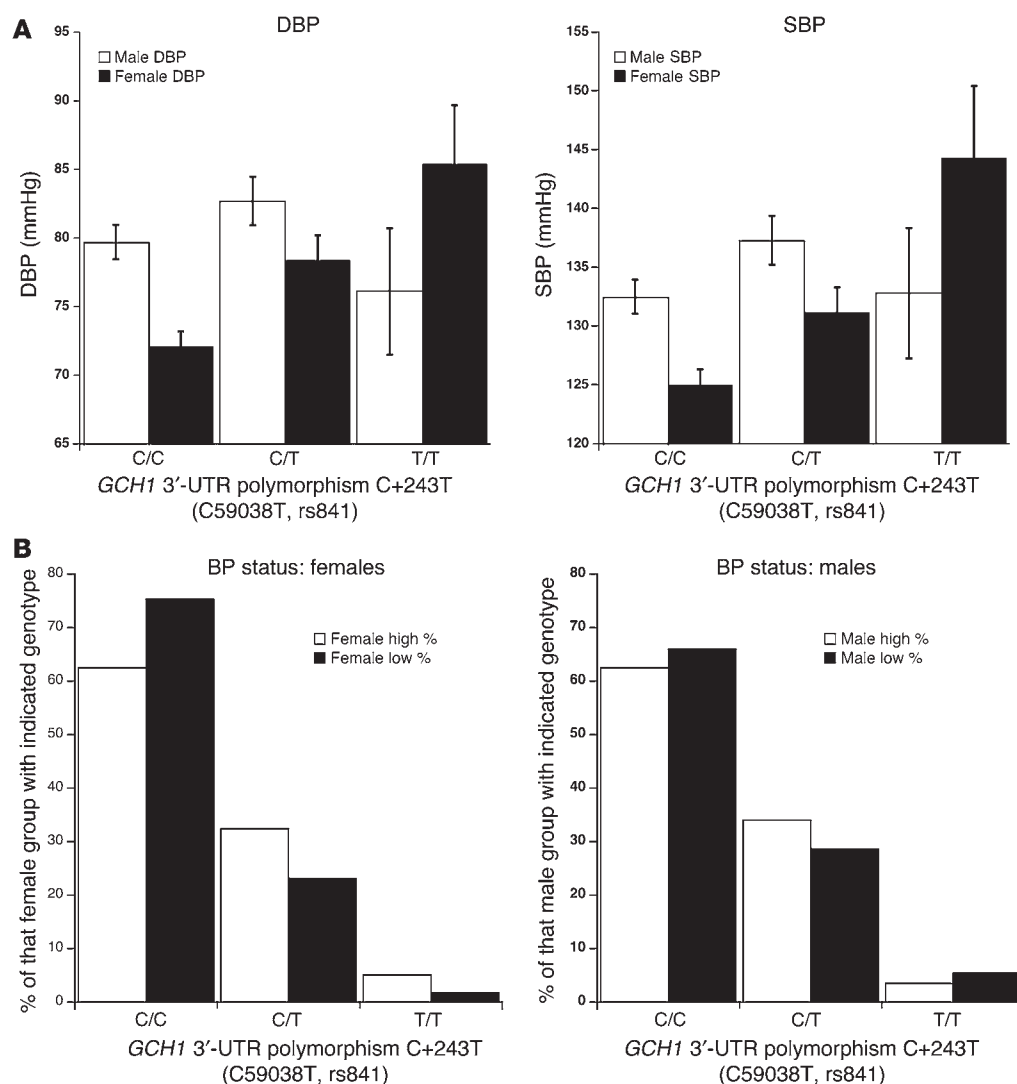 A
DBP
Male DBP
Female DBP
DBP (mmHg)
95
90
85
80
75
70
65
C/C C/T T/T
GCH1 3′-UTR polymorphism C+243T
(C59038T, rs841)
SBP
Male SBP
Female SBP
SBP (mmHg)
155
150
145
140
135
130
125
120
C/C C/T T/T
GCH1 3′-UTR polymorphism C+243T
(C59038T, rs841)
B
BP status: females
Female high %
Female low %
% of that female group with indicated genotype
80
70
60
50
40
30
20
10
0
C/C C/T T/T
GCH1 3′-UTR polymorphism C+243T
(C59038T, rs841)
BP status: males
Male high %
Male low %
% of that male group with indicated genotype
80
70
60
50
40
30
20
10
0
C/C C/T T/T
GCH1 3′-UTR polymorphism C+243T
(C59038T, rs841)